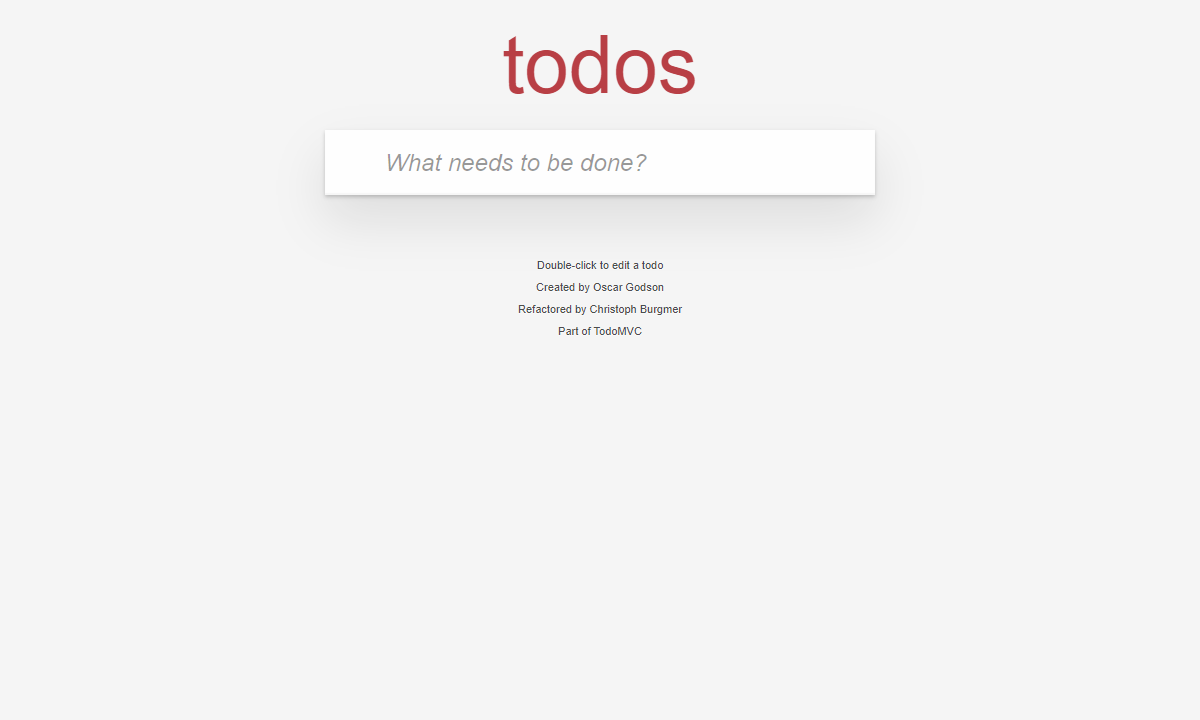 todos
What needs to be done?
Double-click to edit a todo
Created by Oscar Godson
Refactored by Christoph Burgmer
Part of TodoMVC